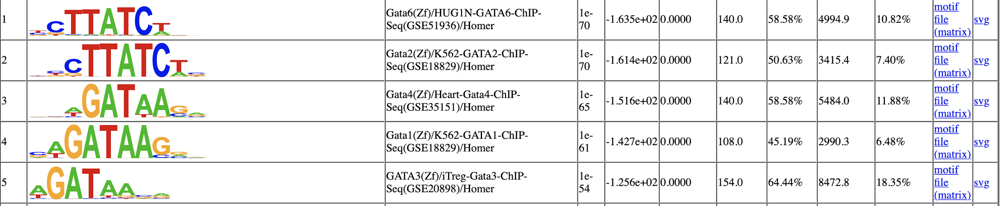 1
CTTATCT
Gata6(Zf)/HUG1N-GATA6-ChIP-
Seq(GSE51936)/Homer
1e-
70
-1.635e+02
0.0000
140.0
58.58%
4994.9
10.82%
motif
file
(matrix)
svg
2
CTTATCT
Gata2(Zf)/K562-GATA2-ChIP-
Seq(GSE18829)/Homer
1e-
70
-1.614e+02
0.0000
121.0
50.63%
3415.4
7.40%
motif
file
(matrix)
svg
3
AGATAAG
Gata4(Zf)/Heart-Gata4-ChIP-
Seq(GSE35151)/Homer
1e-
65
-1.516e+02
0.0000
140.0
58.58%
5484.0
11.88%
motif
file
(matrix)
svg
4
AGATAAG
Gata1(Zf)/K562-GATA1-ChIP-
Seq(GSE18829)/Homer
1e-
61
-1.427e+02
0.0000
108.0
45.19%
2990.3
6.48%
motif
file
(matrix)
svg
5
AGATAA
GATA3(Zf)/iTreg-Gata3-ChIP-
Seq(GSE20898)/Homer
1e-
54
-1.256e+02
0.0000
154.0
64.44%
8472.8
18.35%
motif
file
(matrix)
svg